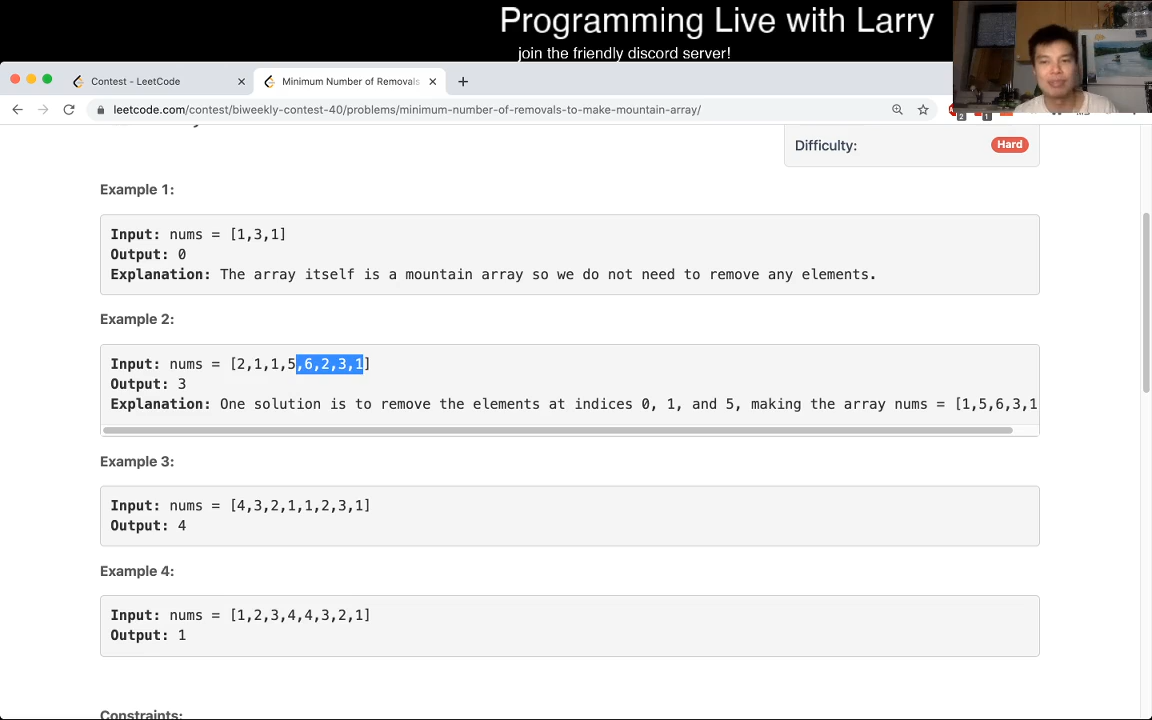 Programming Live with Larry
join the friendly discord server!
Contest - LeetCode
Minimum Number of Removals
leetcode.com/contest/biweekly-contest-40/problems/minimum-number-of-removals-to-make-mountain-array/
2
1
Difficulty:
Hard
Example 1:
Input: nums = [1,3,1]
Output: 0
Explanation: The array itself is a mountain array so we do not need to remove any elements.
Example 2:
Input: nums = [2,1,1,5,6,2,3,1]
Output: 3
Explanation: One solution is to remove the elements at indices 0, 1, and 5, making the array nums = [1,5,6,3,1
Example 3:
Input: nums = [4,3,2,1,1,2,3,1]
Output: 4
Example 4:
Input: nums = [1,2,3,4,4,3,2,1]
Output: 1
Constraints: